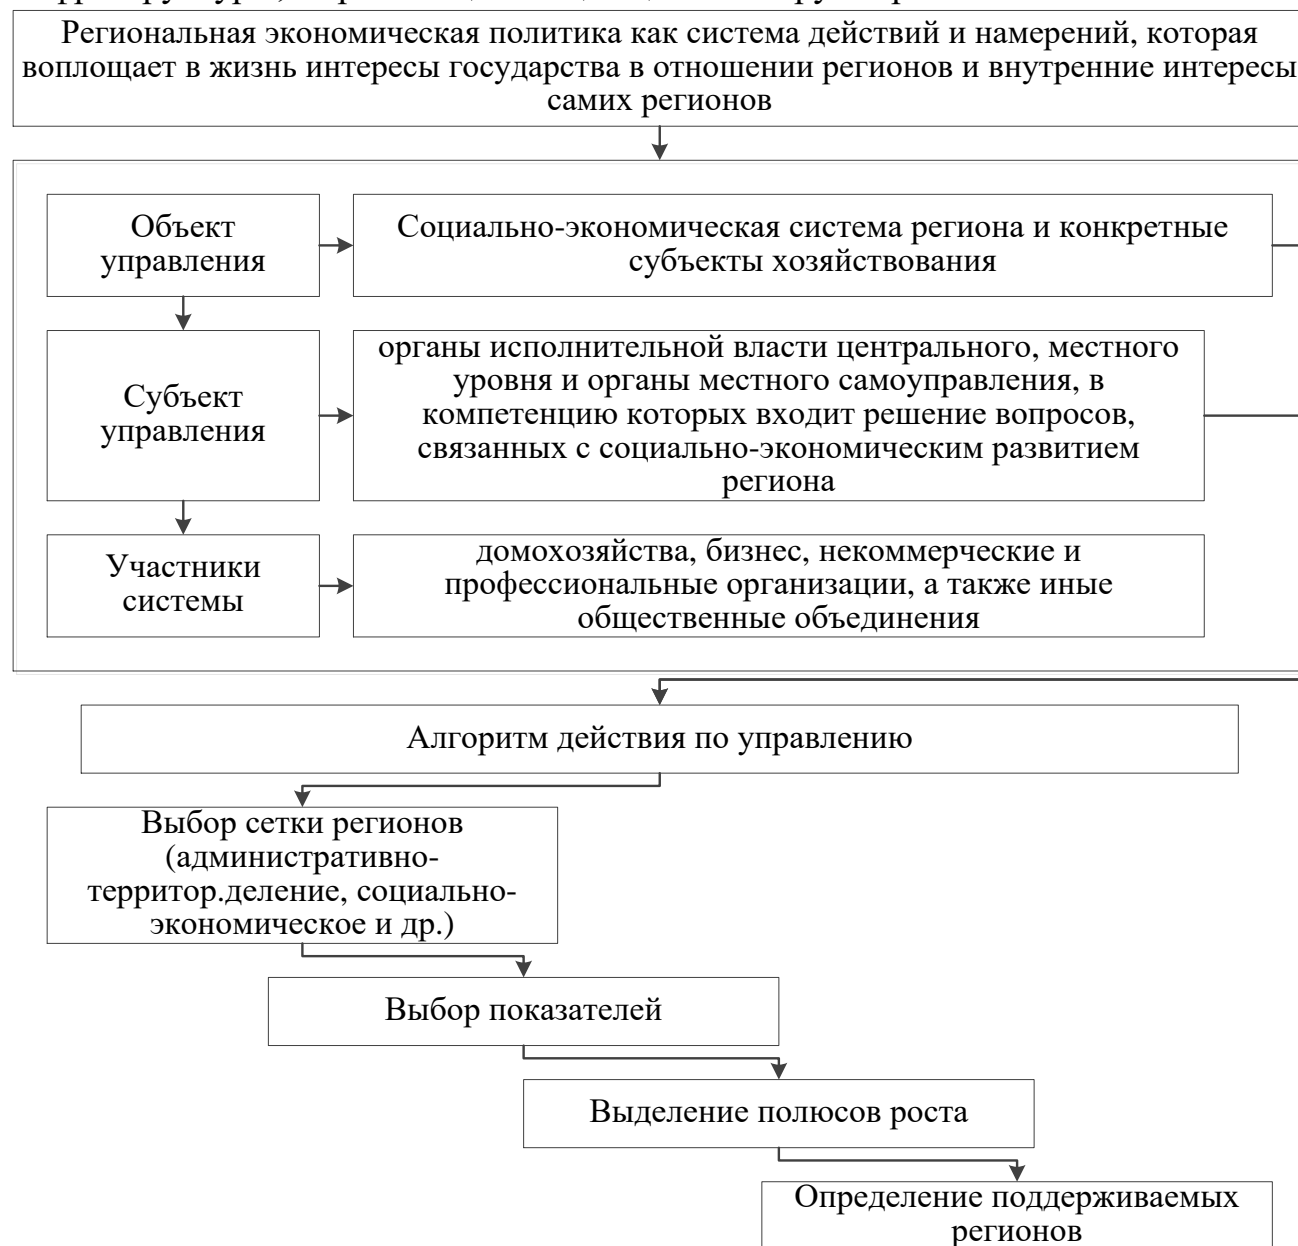 Региональная экономическая политика как система действий и намерений, которая
воплощает в жизнь интересы государства в отношении регионов и внутренние интересы
самих регионов
Объект
управления
Социально-экономическая система региона и конкретные
субъекты хозяйствования
Субъект
управления
органы исполнительной власти центрального, местного
уровня и органы местного самоуправления, в
компетенцию которых входит решение вопросов,
связанных с социально-экономическим развитием
региона
Участники
системы
домохозяйства, бизнес, некоммерческие и
профессиональные организации, а также иные
общественные объединения
Алгоритм действия по управлению
Выбор сетки регионов
(административно-
территор.деление, социально-
экономическое и др.)
Выбор показателей
Выделение полюсов роста
Определение поддерживаемых
регионов